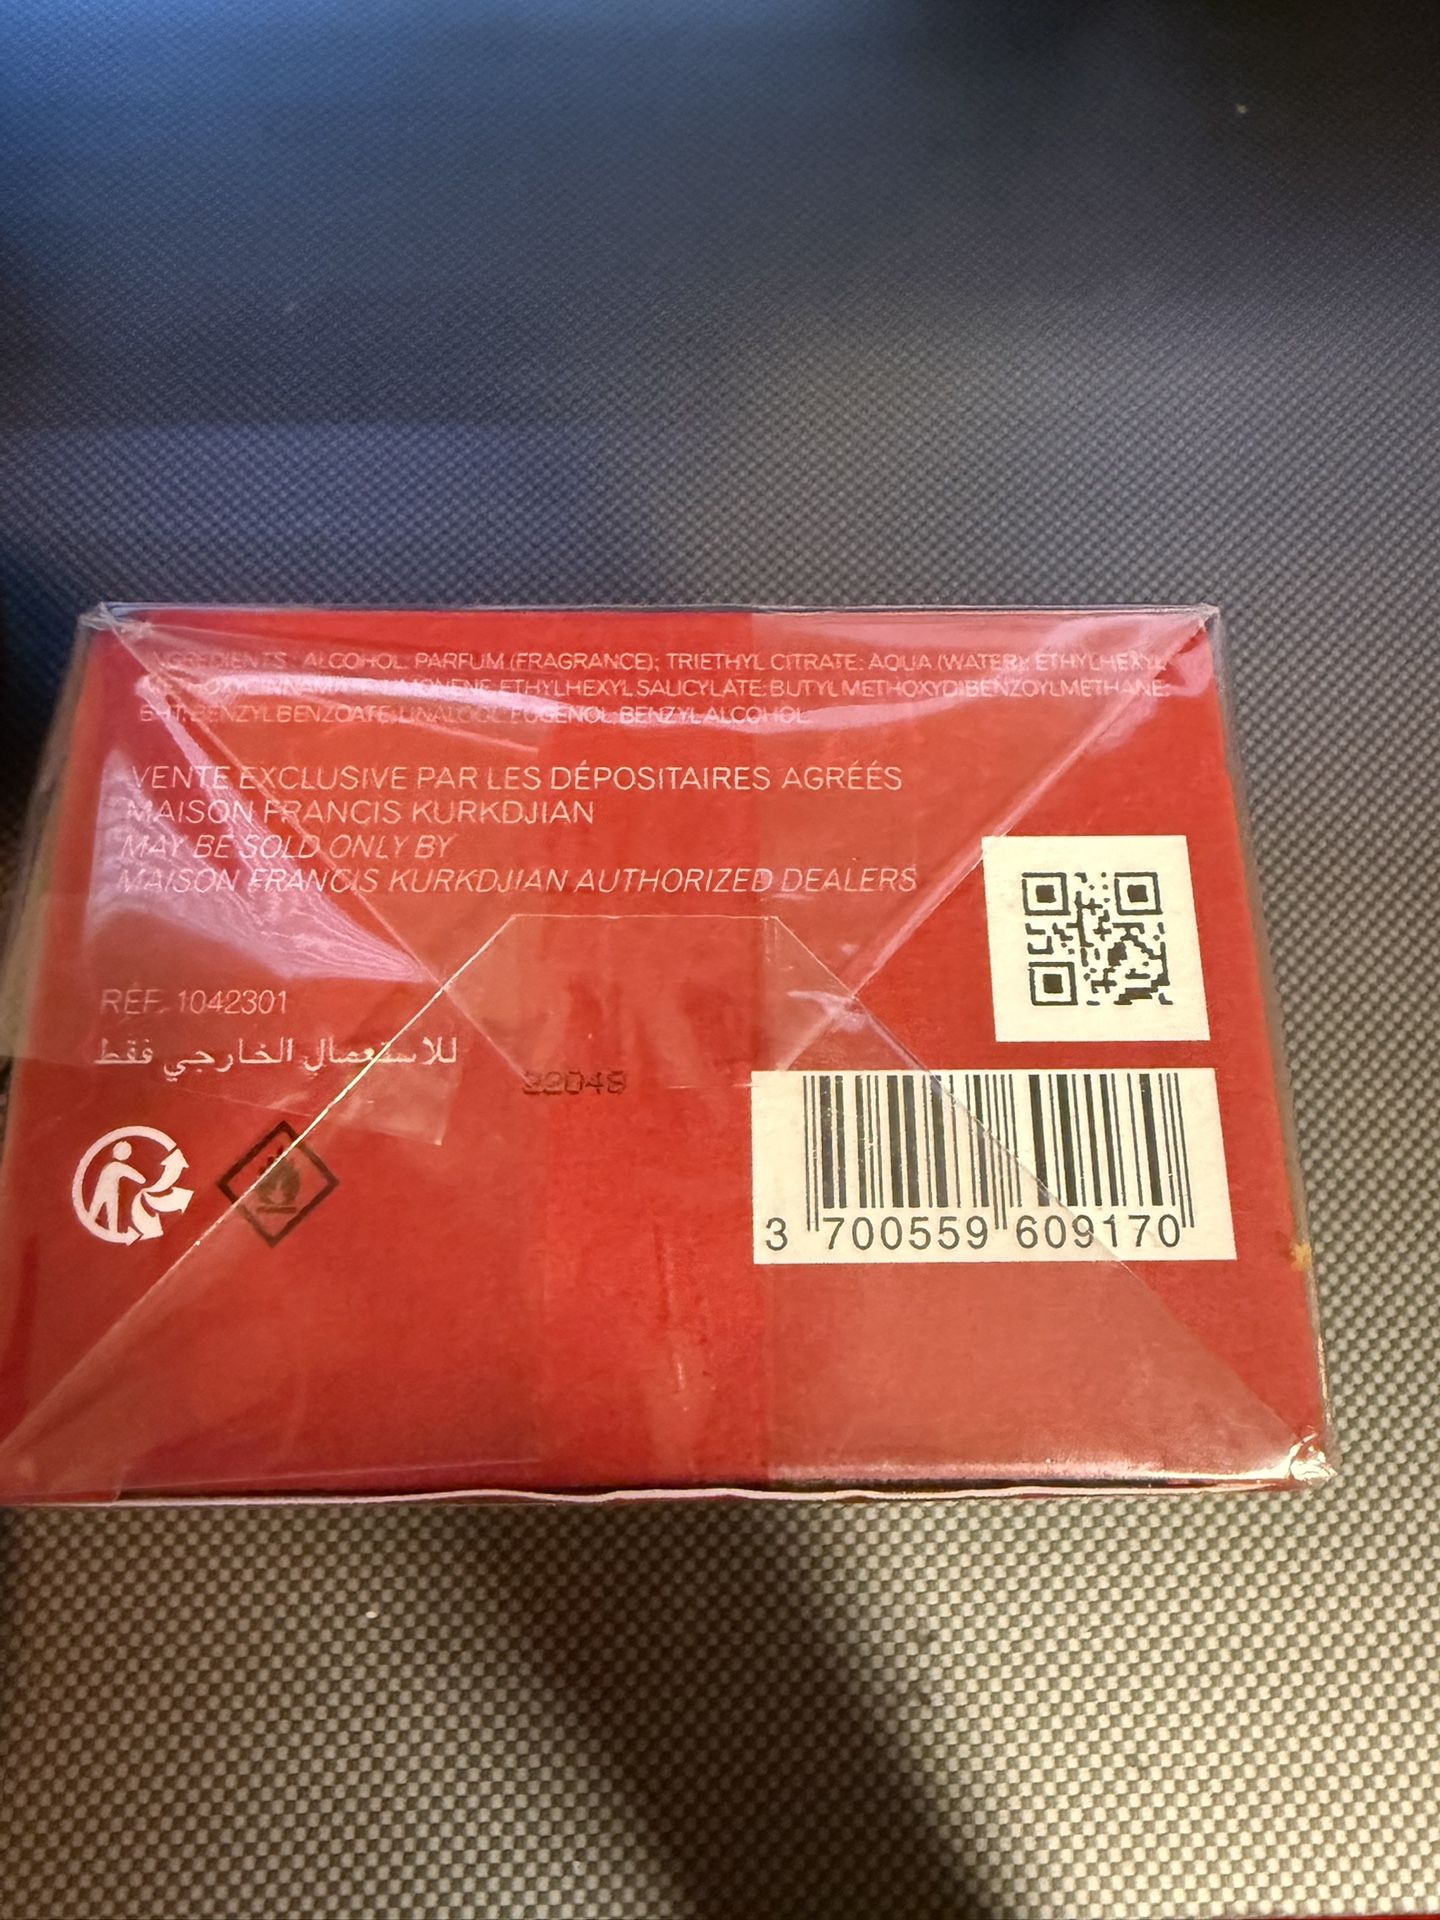 INGREDIENTS: ALCOHOL; PARFUM (FRAGRANCE); TRIETHYL CITRATE; AQUA (WATER); ETHYLHEXYL
ETHYLHEXYL SALICYLATE; BUTYL METHOXYDIBENZOYLMETHANE;
BHT; BENZYL BENZOATE; LINALOOL; EUGENOL; BENZYL ALCOHOL.
VENTE EXCLUSIVE PAR LES DÉPOSITAIRES AGRÉÉS
MAISON FRANCIS KURKDJIAN
MAY BE SOLD ONLY BY
MAISON FRANCIS KURKDJIAN AUTHORIZED DEALERS
REF. 1042301
للاستعمال الخارجي فقط
3 700559 609170